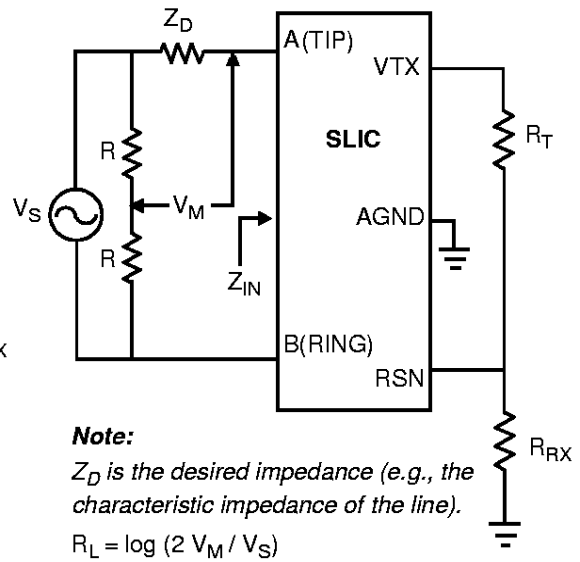 Z_D
A(TIP)
VTX
SLIC
R_T
R
V_M
V_S
AGND
R
Z_IN
B(RING)
RSN
X
R_RX
Note:
Z_D is the desired impedance (e.g., the
characteristic impedance of the line).
R_L = log (2 V_M / V_S)